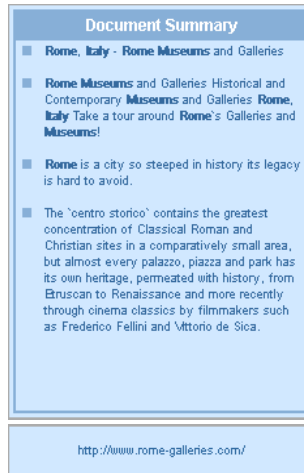 Document Summary
Rome, Italy - Rome Museums and Galleries
Rome Museums and Galleries Historical and
Contemporary Museums and Galleries Rome,
Italy Take a tour around Rome`s Galleries and
Museums!
Rome is a city so steeped in history its legacy
is hard to avoid.
The `centro storico` contains the greatest
concentration of Classical Roman and
Christian sites in a comparatively small area,
but almost every palazzo, piazza and park has
its own heritage, permeated with history, from
Etruscan to Renaissance and more recently
through cinema classics by filmmakers such
as Frederico Fellini and Vittorio de Sica.
http://www.rome-galleries.com/